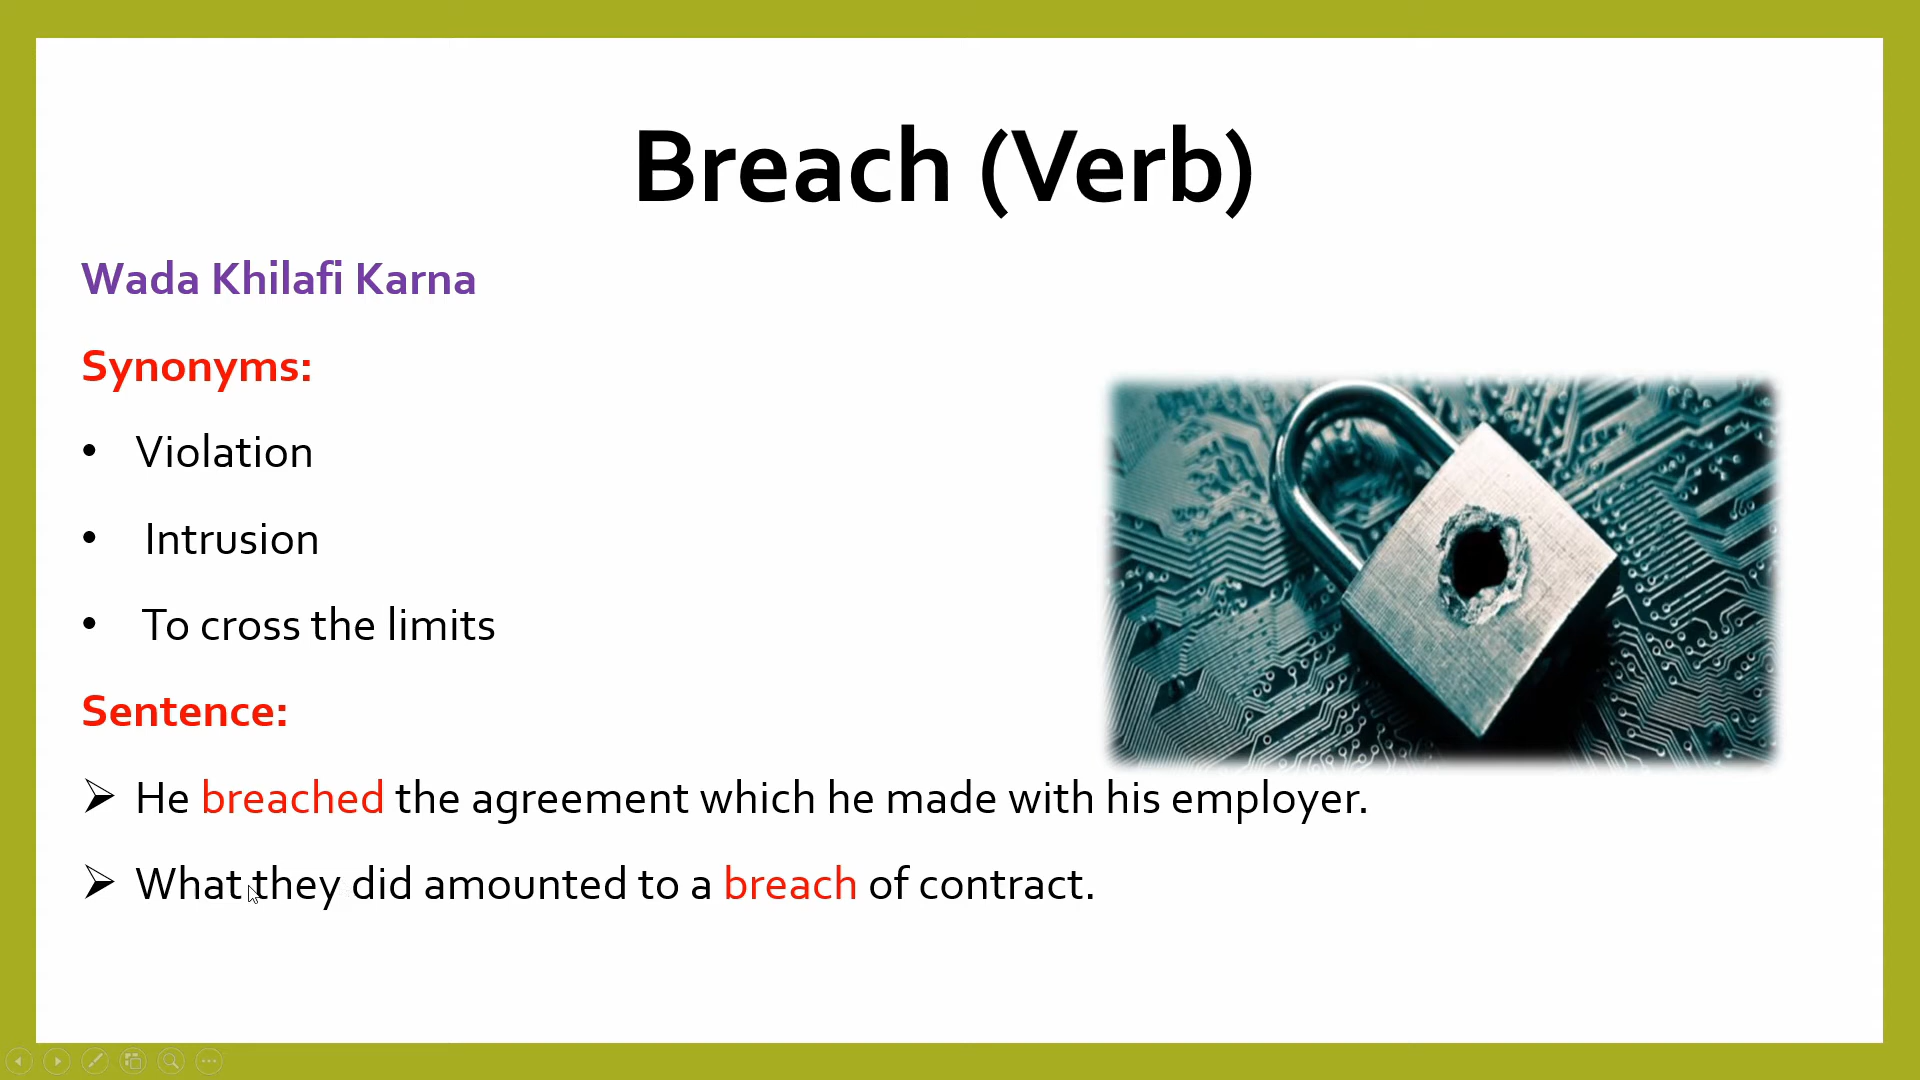 Breach (Verb)
Wada Khilafi Karna
Synonyms:
• Violation
• Intrusion
• To cross the limits
Sentence:
➢ He breached the agreement which he made with his employer.
➢ What they did amounted to a breach of contract.